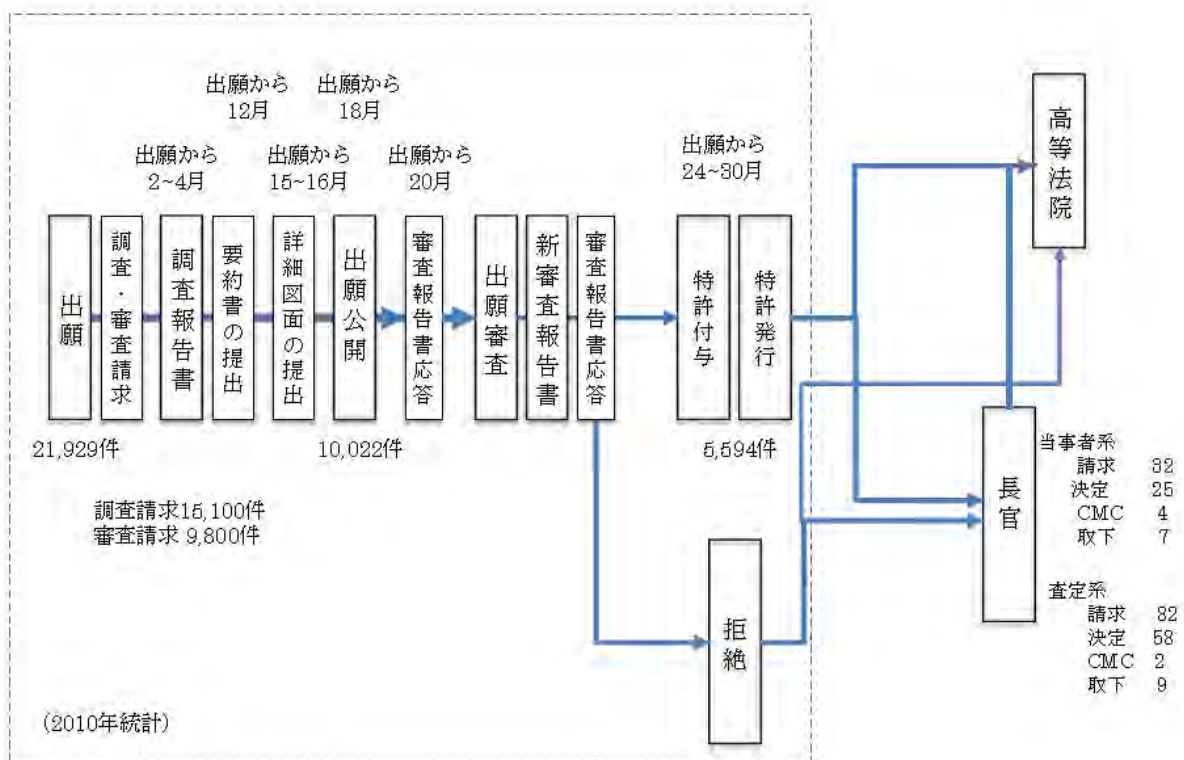 出願から
12月
出願から
18月
出願から
2~4月
出願から
15~16月
出願から
20月
出願から
24~30月
出願
調査・審査請求
調査報告書
要約書の提出
詳細図面の提出
出願公開
審査報告書応答
出願審査
新審査報告書
審査報告書応答
特許付与
特許発行
高等法院
21,929件
10,022件
5,594件
調査請求15,100件
審査請求 9,800件
拒絶
長官
当事者系
請求 32
決定 25
CMC 4
取下 7
査定系
請求 82
決定 58
CMC 2
取下 9
(2010年統計)